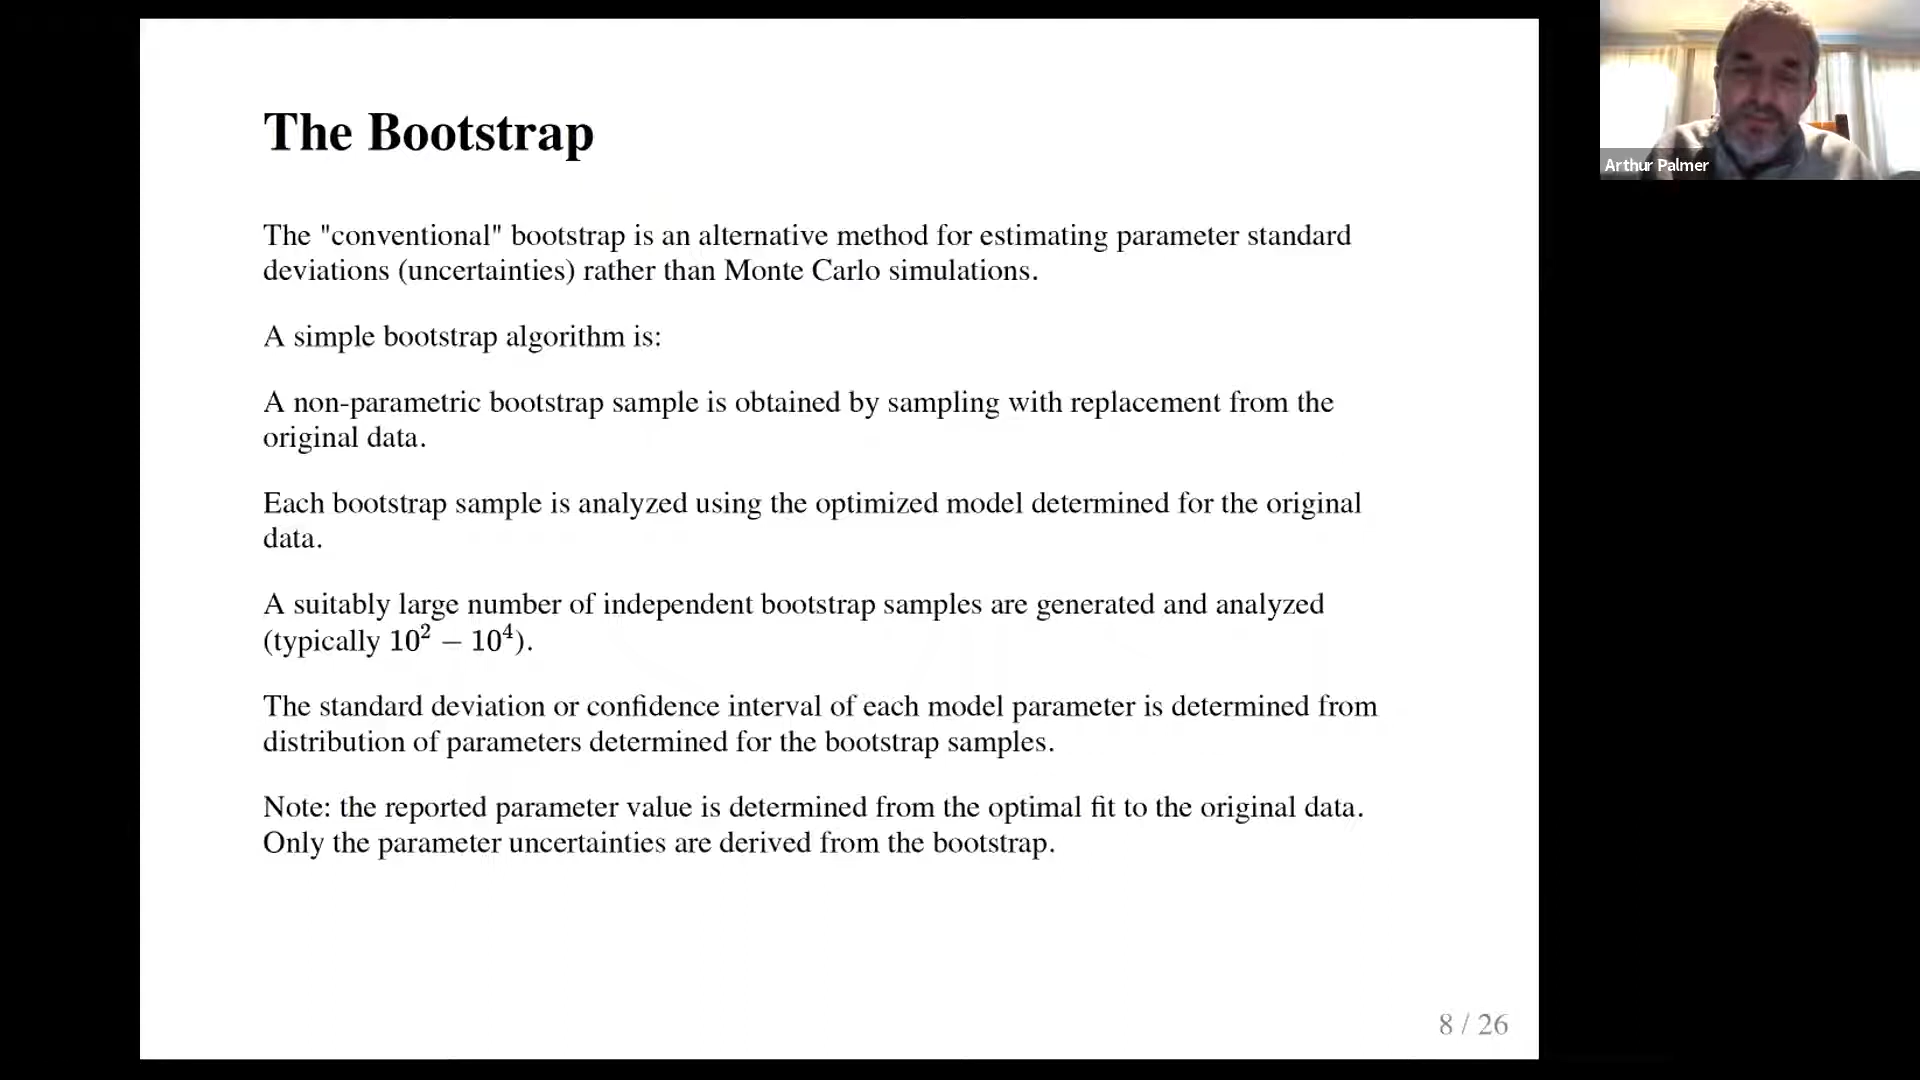 The Bootstrap
The "conventional" bootstrap is an alternative method for estimating parameter standard
deviations (uncertainties) rather than Monte Carlo simulations.
A simple bootstrap algorithm is:
A non-parametric bootstrap sample is obtained by sampling with replacement from the
original data.
Each bootstrap sample is analyzed using the optimized model determined for the original
data.
A suitably large number of independent bootstrap samples are generated and analyzed
(typically 10² − 10⁴).
The standard deviation or confidence interval of each model parameter is determined from
distribution of parameters determined for the bootstrap samples.
Note: the reported parameter value is determined from the optimal fit to the original data.
Only the parameter uncertainties are derived from the bootstrap.
8 / 26
Arthur Palmer